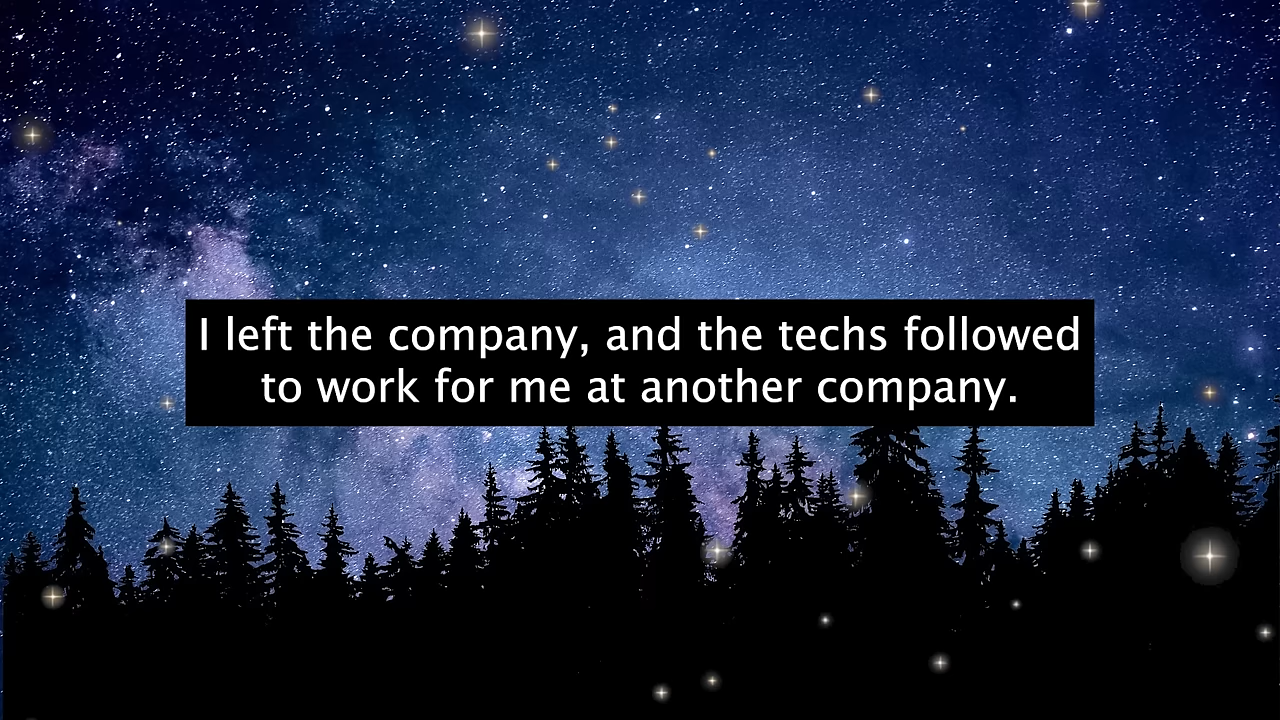 I left the company, and the techs followed
to work for me at another company.